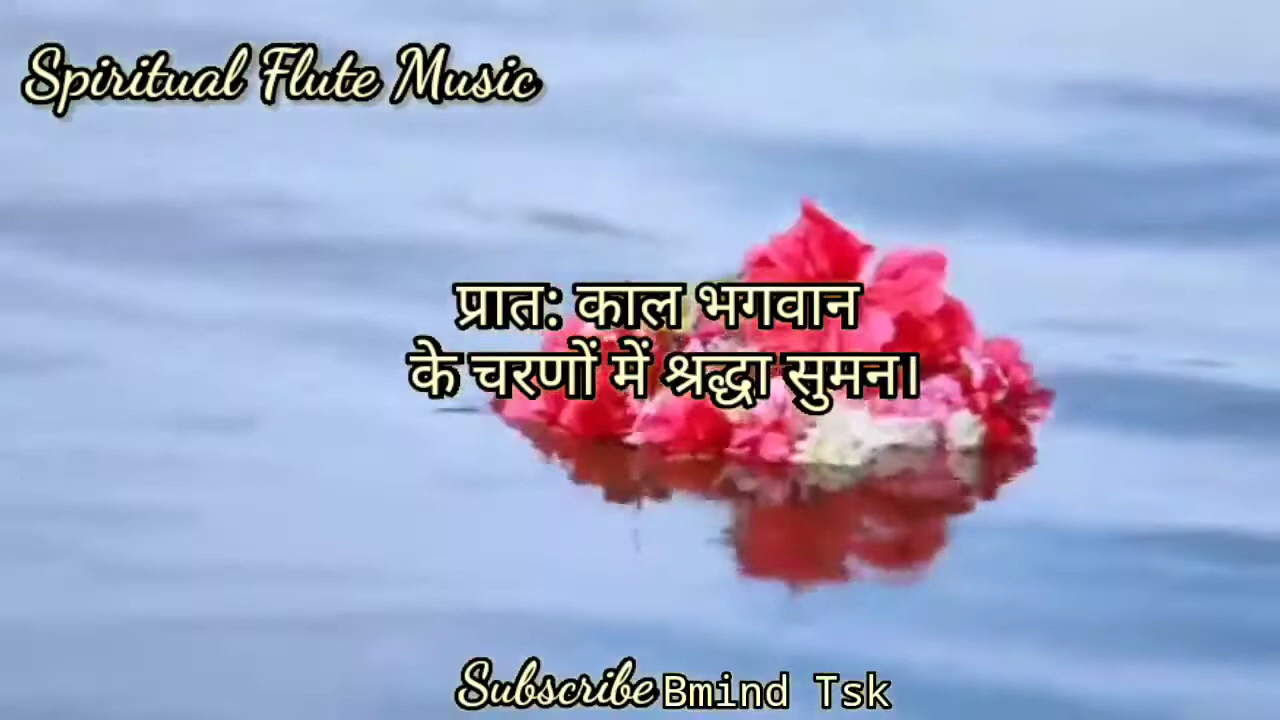 Spiritual Flute Music
प्रात: काल भगवान
के चरणों में श्रद्धा सुमन।
Subscribe Bmind Tsk